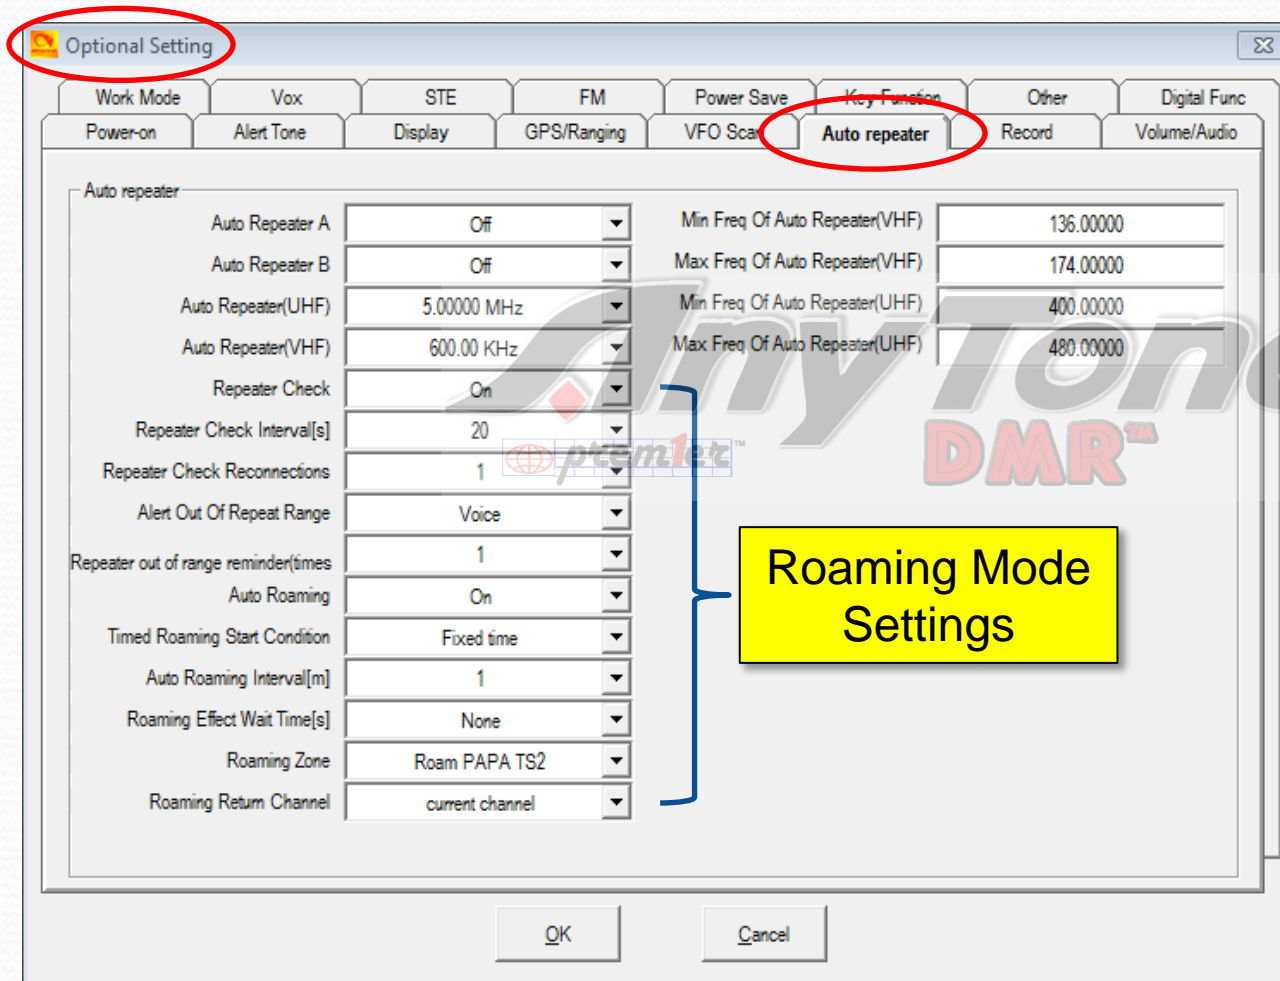 Optional Setting
Work Mode Vox STE FM Power Save Key Function Other Digital Func
Power-on Alert Tone Display GPS/Ranging VFO Scan Auto repeater Record Volume/Audio
Auto repeater
Auto Repeater A Off Min Freq Of Auto Repeater(VHF) 136.00000
Auto Repeater B Off Max Freq Of Auto Repeater(VHF) 174.00000
Auto Repeater(UHF) 5.00000 MHz Min Freq Of Auto Repeater(UHF) 400.00000
Auto Repeater(VHF) 600.00 KHz Max Freq Of Auto Repeater(UHF) 480.00000
Repeater Check On
Repeater Check Interval[s] 20
Repeater Check Reconnections 1
Alert Out Of Repeat Range Voice
Repeater out of range reminder(times 1
Auto Roaming On
Timed Roaming Start Condition Fixed time
Auto Roaming Interval[m] 1
Roaming Effect Wait Time[s] None
Roaming Zone Roam PAPA TS2
Roaming Return Channel current channel
AnyTone
DMR™
prem1er™
Roaming Mode
Settings
OK Cancel